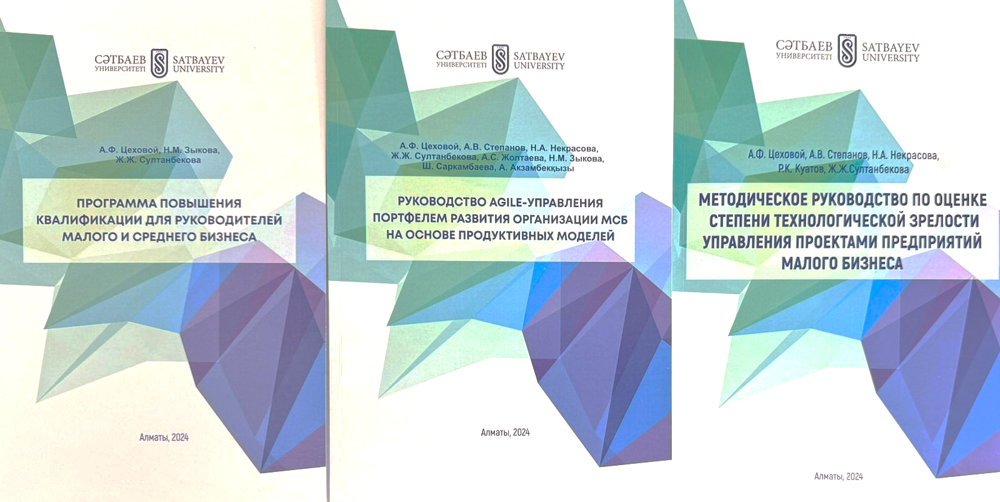 СӘТБАЕВ
УНИВЕРСИТЕТІ
SATBAYEV
UNIVERSITY
А.Ф. Цеховой, Н.М. Зыкова,
Ж.Ж. Султанбекова
ПРОГРАММА ПОВЫШЕНИЯ
КВАЛИФИКАЦИИ ДЛЯ РУКОВОДИТЕЛЕЙ
МАЛОГО И СРЕДНЕГО БИЗНЕСА
Алматы, 2024
СӘТБАЕВ
УНИВЕРСИТЕТІ
SATBAYEV
UNIVERSITY
А.Ф. Цеховой, А.В. Степанов, Н.А. Некрасова,
Ж.Ж. Султанбекова, А.С. Жолтаева, Н.М. Зыкова,
Ш. Саркамбаева, А. Акзамбекқызы
РУКОВОДСТВО AGILE-УПРАВЛЕНИЯ
ПОРТФЕЛЕМ РАЗВИТИЯ ОРГАНИЗАЦИИ МСБ
НА ОСНОВЕ ПРОДУКТИВНЫХ МОДЕЛЕЙ
Алматы, 2024
СӘТБАЕВ
УНИВЕРСИТЕТІ
SATBAYEV
UNIVERSITY
А.Ф. Цеховой, А.В. Степанов, Н.А. Некрасова,
Р.К. Куатов, Ж.Ж.Султанбекова
МЕТОДИЧЕСКОЕ РУКОВОДСТВО ПО ОЦЕНКЕ
СТЕПЕНИ ТЕХНОЛОГИЧЕСКОЙ ЗРЕЛОСТИ
УПРАВЛЕНИЯ ПРОЕКТАМИ ПРЕДПРИЯТИЙ
МАЛОГО БИЗНЕСА
Алматы, 2024